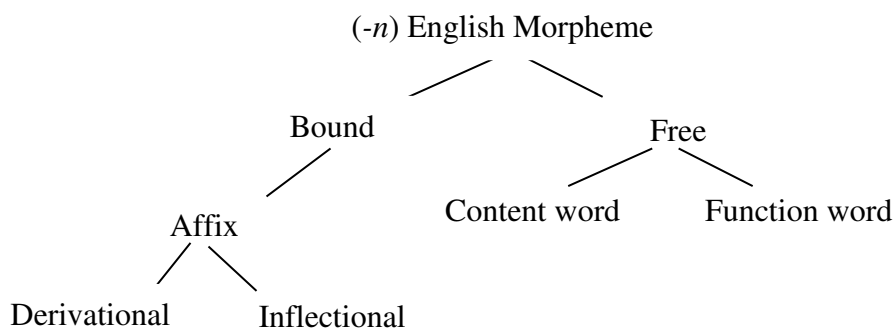 (-n) English Morpheme
Bound
Free
Content word Function word
Affix
Derivational Inflectional